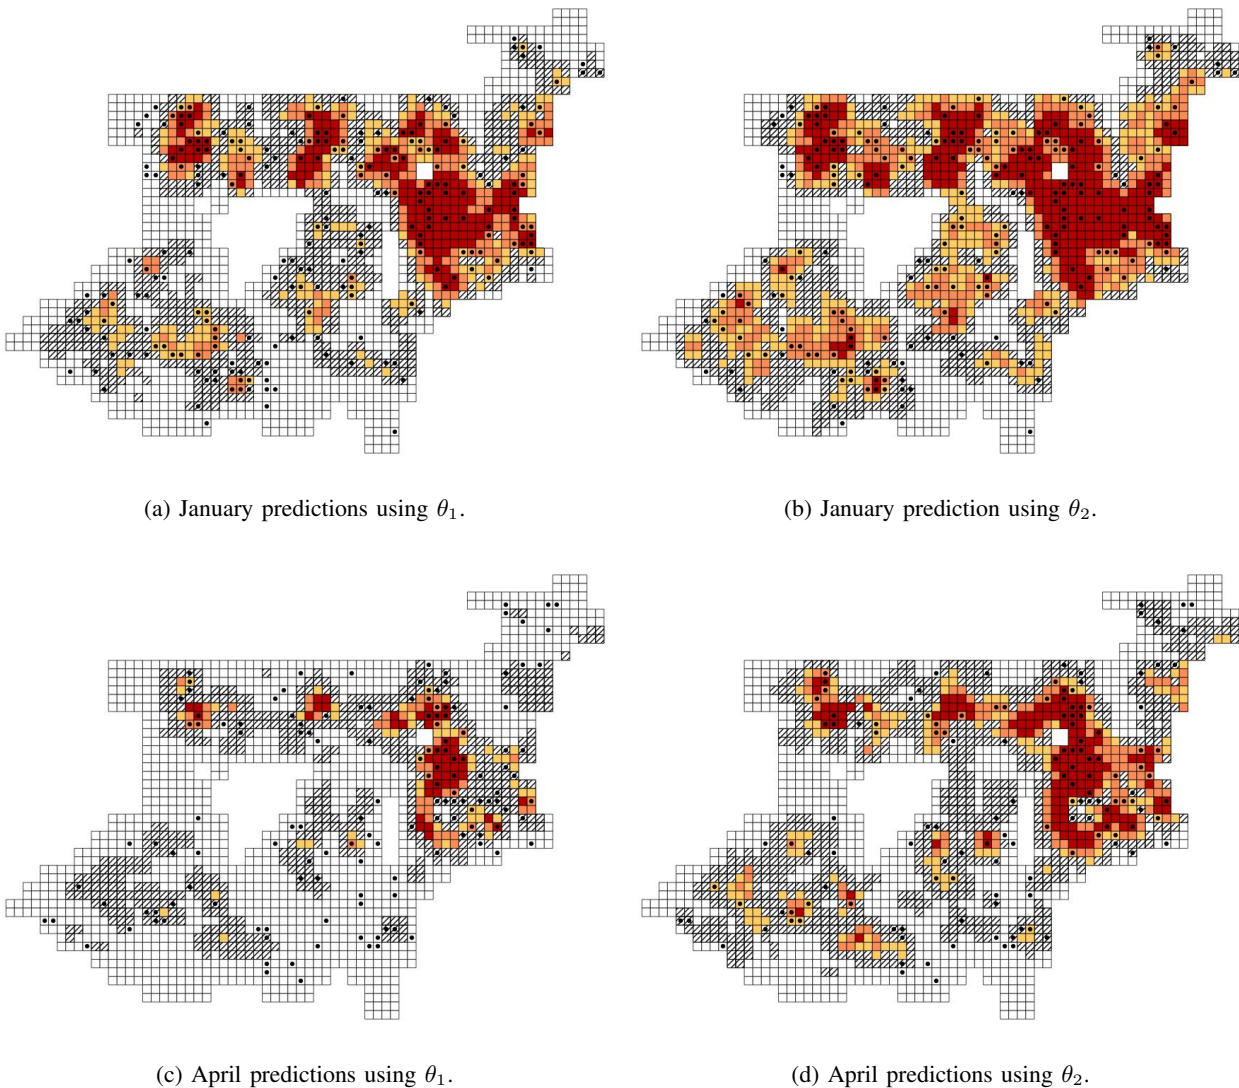 (a) January predictions using θ₁.
(b) January prediction using θ₂.
(c) April predictions using θ₁.
(d) April predictions using θ₂.